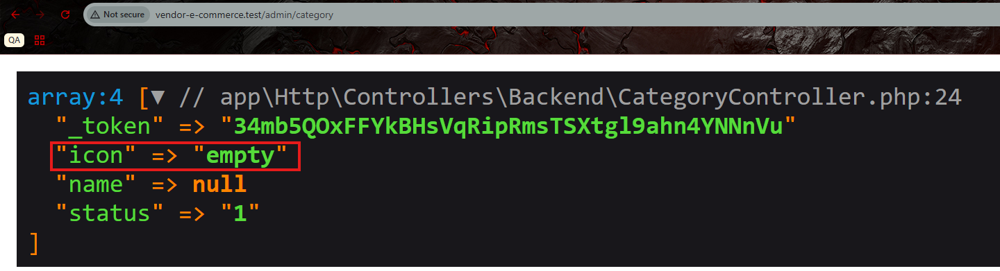 Not secure vendor-e-commerce.test/admin/category
QA
array:4 [▼ // app\Http\Controllers\Backend\CategoryController.php:24
"_token" => "34mb5QOxFFYkBHsVqRipRmsTSXtgl9ahn4YNNnVu"
"icon" => "empty"
"name" => null
"status" => "1"
]